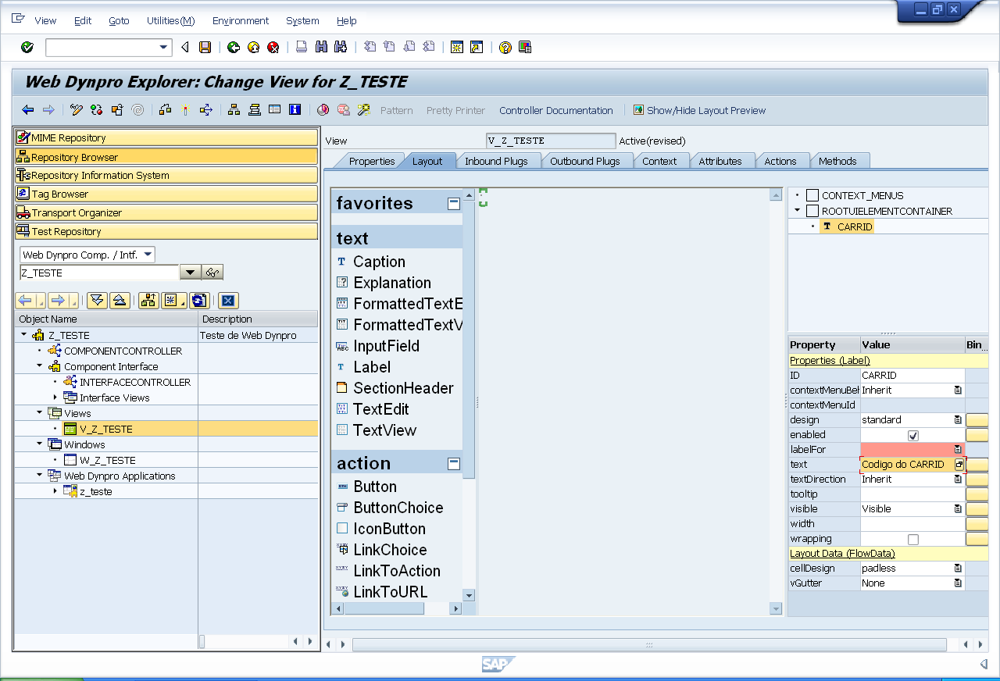 View Edit Goto Utilities(M) Environment System Help
Web Dynpro Explorer: Change View for Z_TESTE
Pattern Pretty Printer Controller Documentation Show/Hide Layout Preview
MIME Repository
Repository Browser
Repository Information System
Tag Browser
Transport Organizer
Test Repository
Web Dynpro Comp. / Intf.
Z_TESTE
Object Name Description
Z_TESTE Teste de Web Dynpro
COMPONENTCONTROLLER
Component Interface
INTERFACECONTROLLER
Interface Views
Views
V_Z_TESTE
Windows
W_Z_TESTE
Web Dynpro Applications
z_teste
View V_Z_TESTE Active(revised)
Properties Layout Inbound Plugs Outbound Plugs Context Attributes Actions Methods
favorites
text
Caption
Explanation
FormattedTextE
FormattedTextV
InputField
Label
SectionHeader
TextEdit
TextView
action
Button
ButtonChoice
IconButton
LinkChoice
LinkToAction
LinkToURL
CONTEXT_MENUS
ROOTUIELEMENTCONTAINER
CARRID
Property Value Bin...
Properties (Label)
ID CARRID
contextMenuBeh Inherit
contextMenuId
design standard
enabled
labelFor
text Codigo do CARRID
textDirection Inherit
tooltip
visible Visible
width
wrapping
Layout Data (FlowData)
cellDesign padless
vGutter None
SAP